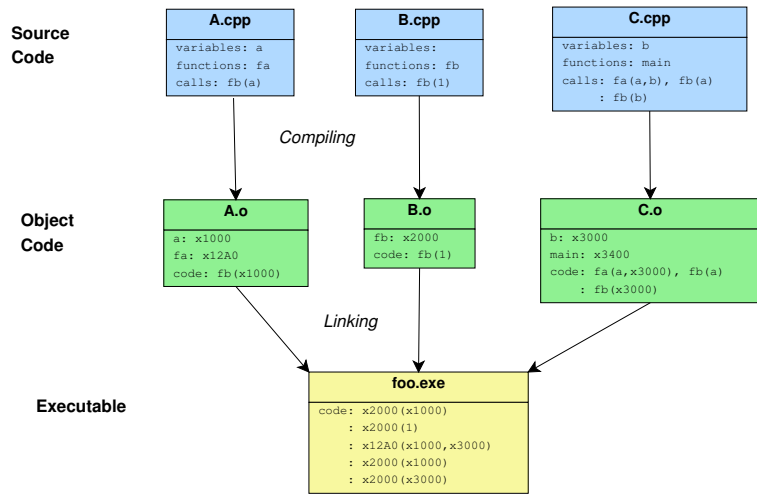 Source
Code
A.cpp
variables: a
functions: fa
calls: fb(a)
B.cpp
variables:
functions: fb
calls: fb(1)
C.cpp
variables: b
functions: main
calls: fa(a,b), fb(a)
: fb(b)
Compiling
Object
Code
A.o
a: x1000
fa: x12A0
code: fb(x1000)
B.o
fb: x2000
code: fb(1)
C.o
b: x3000
main: x3400
code: fa(a,x3000), fb(a)
: fb(x3000)
Linking
Executable
foo.exe
code: x2000(x1000)
: x2000(1)
: x12A0(x1000,x3000)
: x2000(x1000)
: x2000(x3000)